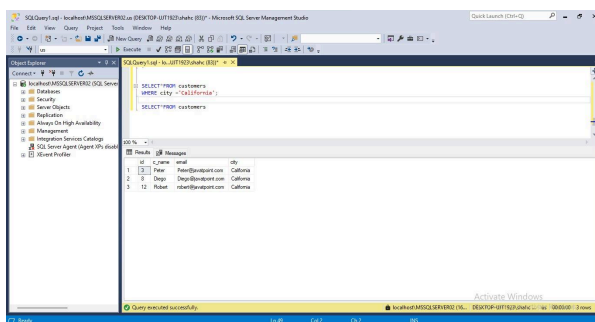 SQLQuery1.sql - localhost\MSSQLSERVER02.us (DESKTOP-UJT1923\shahc (83))* - Microsoft SQL Server Management Studio
Quick Launch (Ctrl+Q)
File Edit View Query Project Tools Window Help
New Query
us
Execute
Object Explorer
SQLQuery1.sql - lo...UJT1923\shahc (83))*
Connect
localhost\MSSQLSERVER02 (SQL Server
Databases
Security
Server Objects
Replication
Always On High Availability
Management
Integration Services Catalogs
SQL Server Agent (Agent XPs disabl
XEvent Profiler
SELECT*FROM customers
WHERE city ='California';
SELECT*FROM customers
100 %
Results Messages
id c_name email city
1 3 Peter Peter@javatpoint.com California
2 8 Diego Diego@javatpoint.com California
3 12 Robert robert@javatpoint.com California
Activate Windows
Query executed successfully.
localhost\MSSQLSERVER02 (16... DESKTOP-UJT1923\shahc ... us 00:00:00 3 rows
Ready Ln 49 Col 2 Ch 2 INS